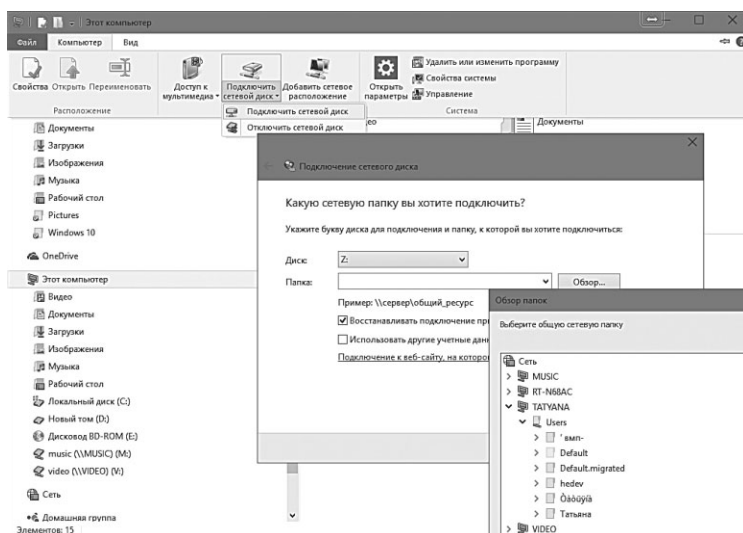 Этот компьютер
Файл Компьютер Вид
Свойства Открыть Переименовать
Доступ к мультимедиа
Подключить сетевой диск
Добавить сетевое расположение
Открыть параметры
Удалить или изменить программу
Свойства системы
Управление
Расположение
Система
Подключить сетевой диск
Отключить сетевой диск
Документы
Загрузки
Изображения
Музыка
Рабочий стол
Pictures
Windows 10
OneDrive
Этот компьютер
Видео
Документы
Загрузки
Изображения
Музыка
Рабочий стол
Локальный диск (C:)
Новый том (D:)
Дисковод BD-ROM (E:)
music (\\MUSIC) (M:)
video (\\VIDEO) (V:)
Сеть
Домашняя группа
Элементов: 15
ео
Документы
Подключение сетевого диска
Какую сетевую папку вы хотите подключить?
Укажите букву диска для подключения и папку, к которой вы хотите подключиться:
Диск: Z:
Папка: Обзор...
Пример: \\сервер\общий_ресурс
Восстанавливать подключение при
Использовать другие учетные дан
Подключение к веб-сайту, на которо
Обзор папок
Выберите общую сетевую папку
Сеть
MUSIC
RT-N68AC
TATYANA
Users
' вмп-
Default
Default.migrated
hedev
Татьяна
VIDEO